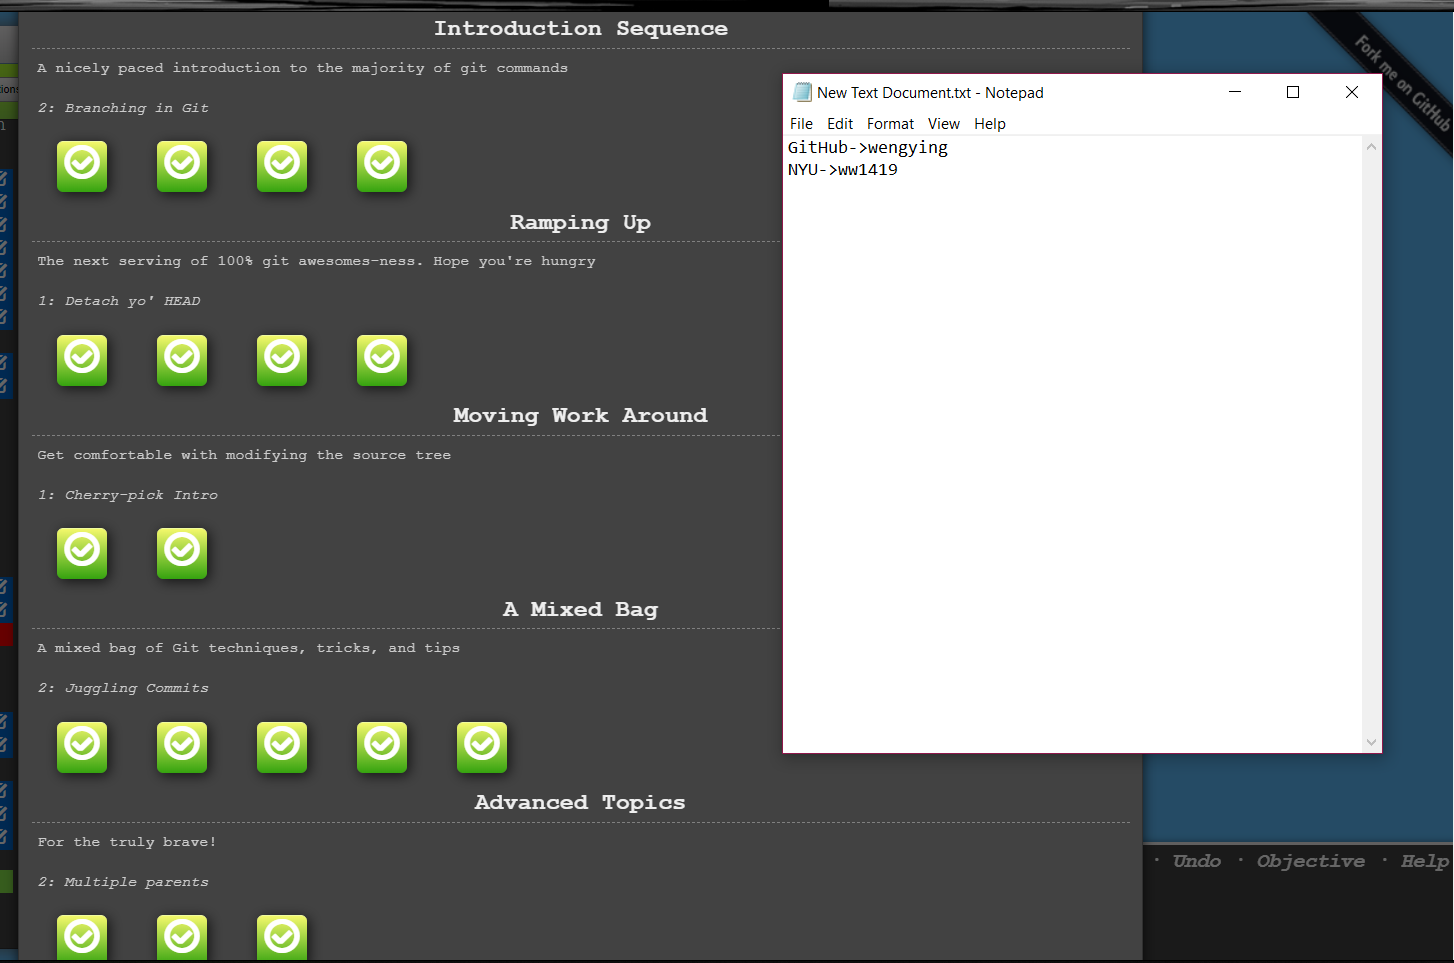 Introduction Sequence
A nicely paced introduction to the majority of git commands
2: Branching in Git
Ramping Up
The next serving of 100% git awesomes-ness. Hope you're hungry
1: Detach yo' HEAD
Moving Work Around
Get comfortable with modifying the source tree
1: Cherry-pick Intro
A Mixed Bag
A mixed bag of Git techniques, tricks, and tips
2: Juggling Commits
Advanced Topics
For the truly brave!
2: Multiple parents
New Text Document.txt - Notepad
File Edit Format View Help
GitHub->wengying
NYU->ww1419
Fork me on GitHub
· Undo · Objective · Help